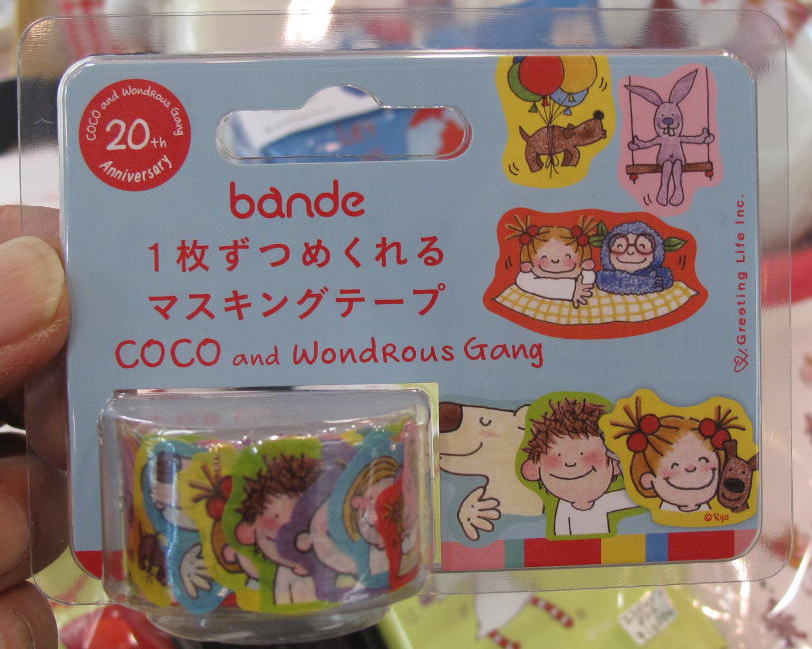 COCO and WondRous Gang
20th
Anniversary
bande
1枚ずつめくれる
マスキングテープ
COCO and WondRous Gang
Greeting Life Inc.
©Ryo